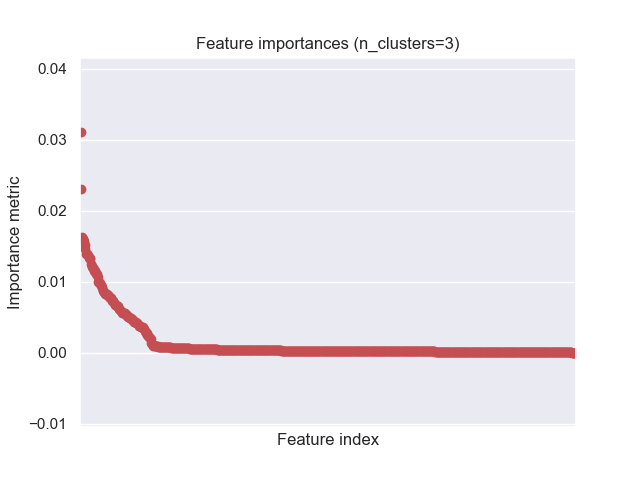 Feature importances (n_clusters=3)
0.04
0.03
0.02
0.01
0.00
−0.01
Importance metric
Feature index